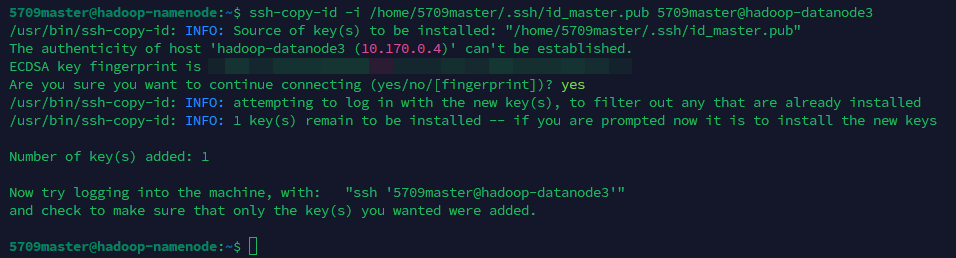 5709master@hadoop-namenode:~$ ssh-copy-id -i /home/5709master/.ssh/id_master.pub 5709master@hadoop-datanode3
/usr/bin/ssh-copy-id: INFO: Source of key(s) to be installed: "/home/5709master/.ssh/id_master.pub"
The authenticity of host 'hadoop-datanode3 (10.170.0.4)' can't be established.
ECDSA key fingerprint is
Are you sure you want to continue connecting (yes/no/[fingerprint])? yes
/usr/bin/ssh-copy-id: INFO: attempting to log in with the new key(s), to filter out any that are already installed
/usr/bin/ssh-copy-id: INFO: 1 key(s) remain to be installed -- if you are prompted now it is to install the new keys
Number of key(s) added: 1
Now try logging into the machine, with:   "ssh '5709master@hadoop-datanode3'"
and check to make sure that only the key(s) you wanted were added.
5709master@hadoop-namenode:~$